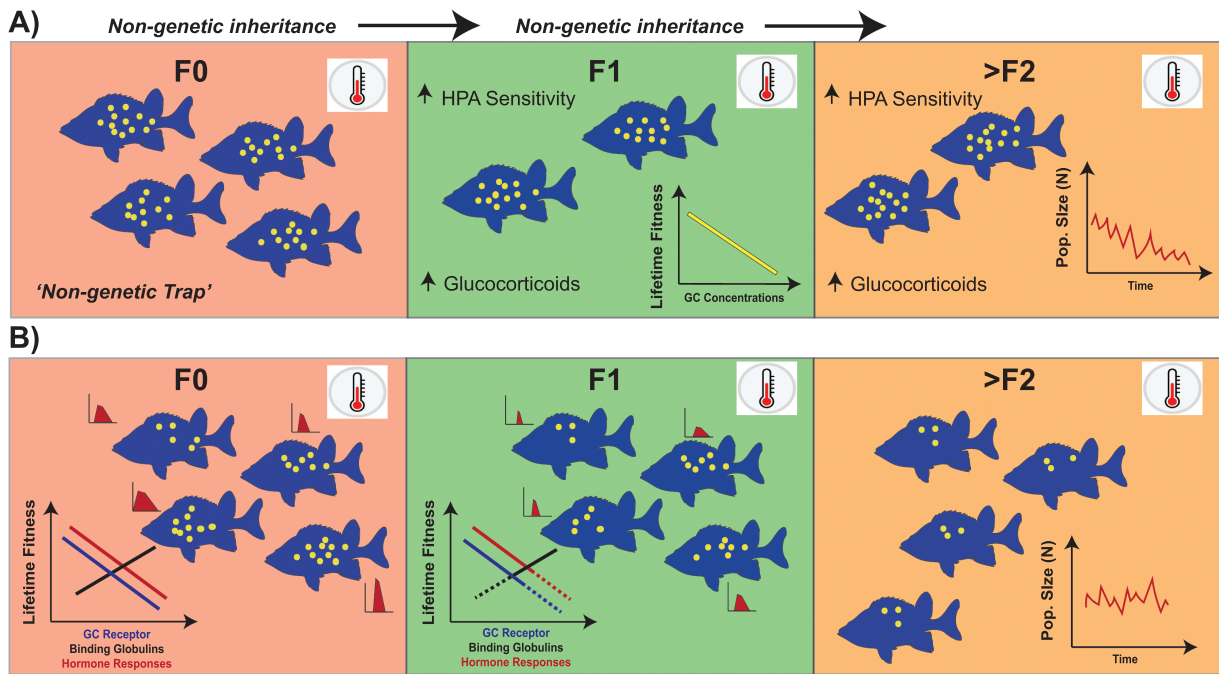 A)
Non-genetic inheritance
Non-genetic inheritance
F0
'Non-genetic Trap'
F1
HPA Sensitivity
Glucocorticoids
Lifetime Fitness
GC Concentrations
>F2
HPA Sensitivity
Glucocorticoids
Pop. SIze (N)
Time
B)
F0
Lifetime Fitness
GC Receptor
Binding Globulins
Hormone Responses
F1
Lifetime Fitness
GC Receptor
Binding Globulins
Hormone Responses
>F2
Pop. SIze (N)
Time